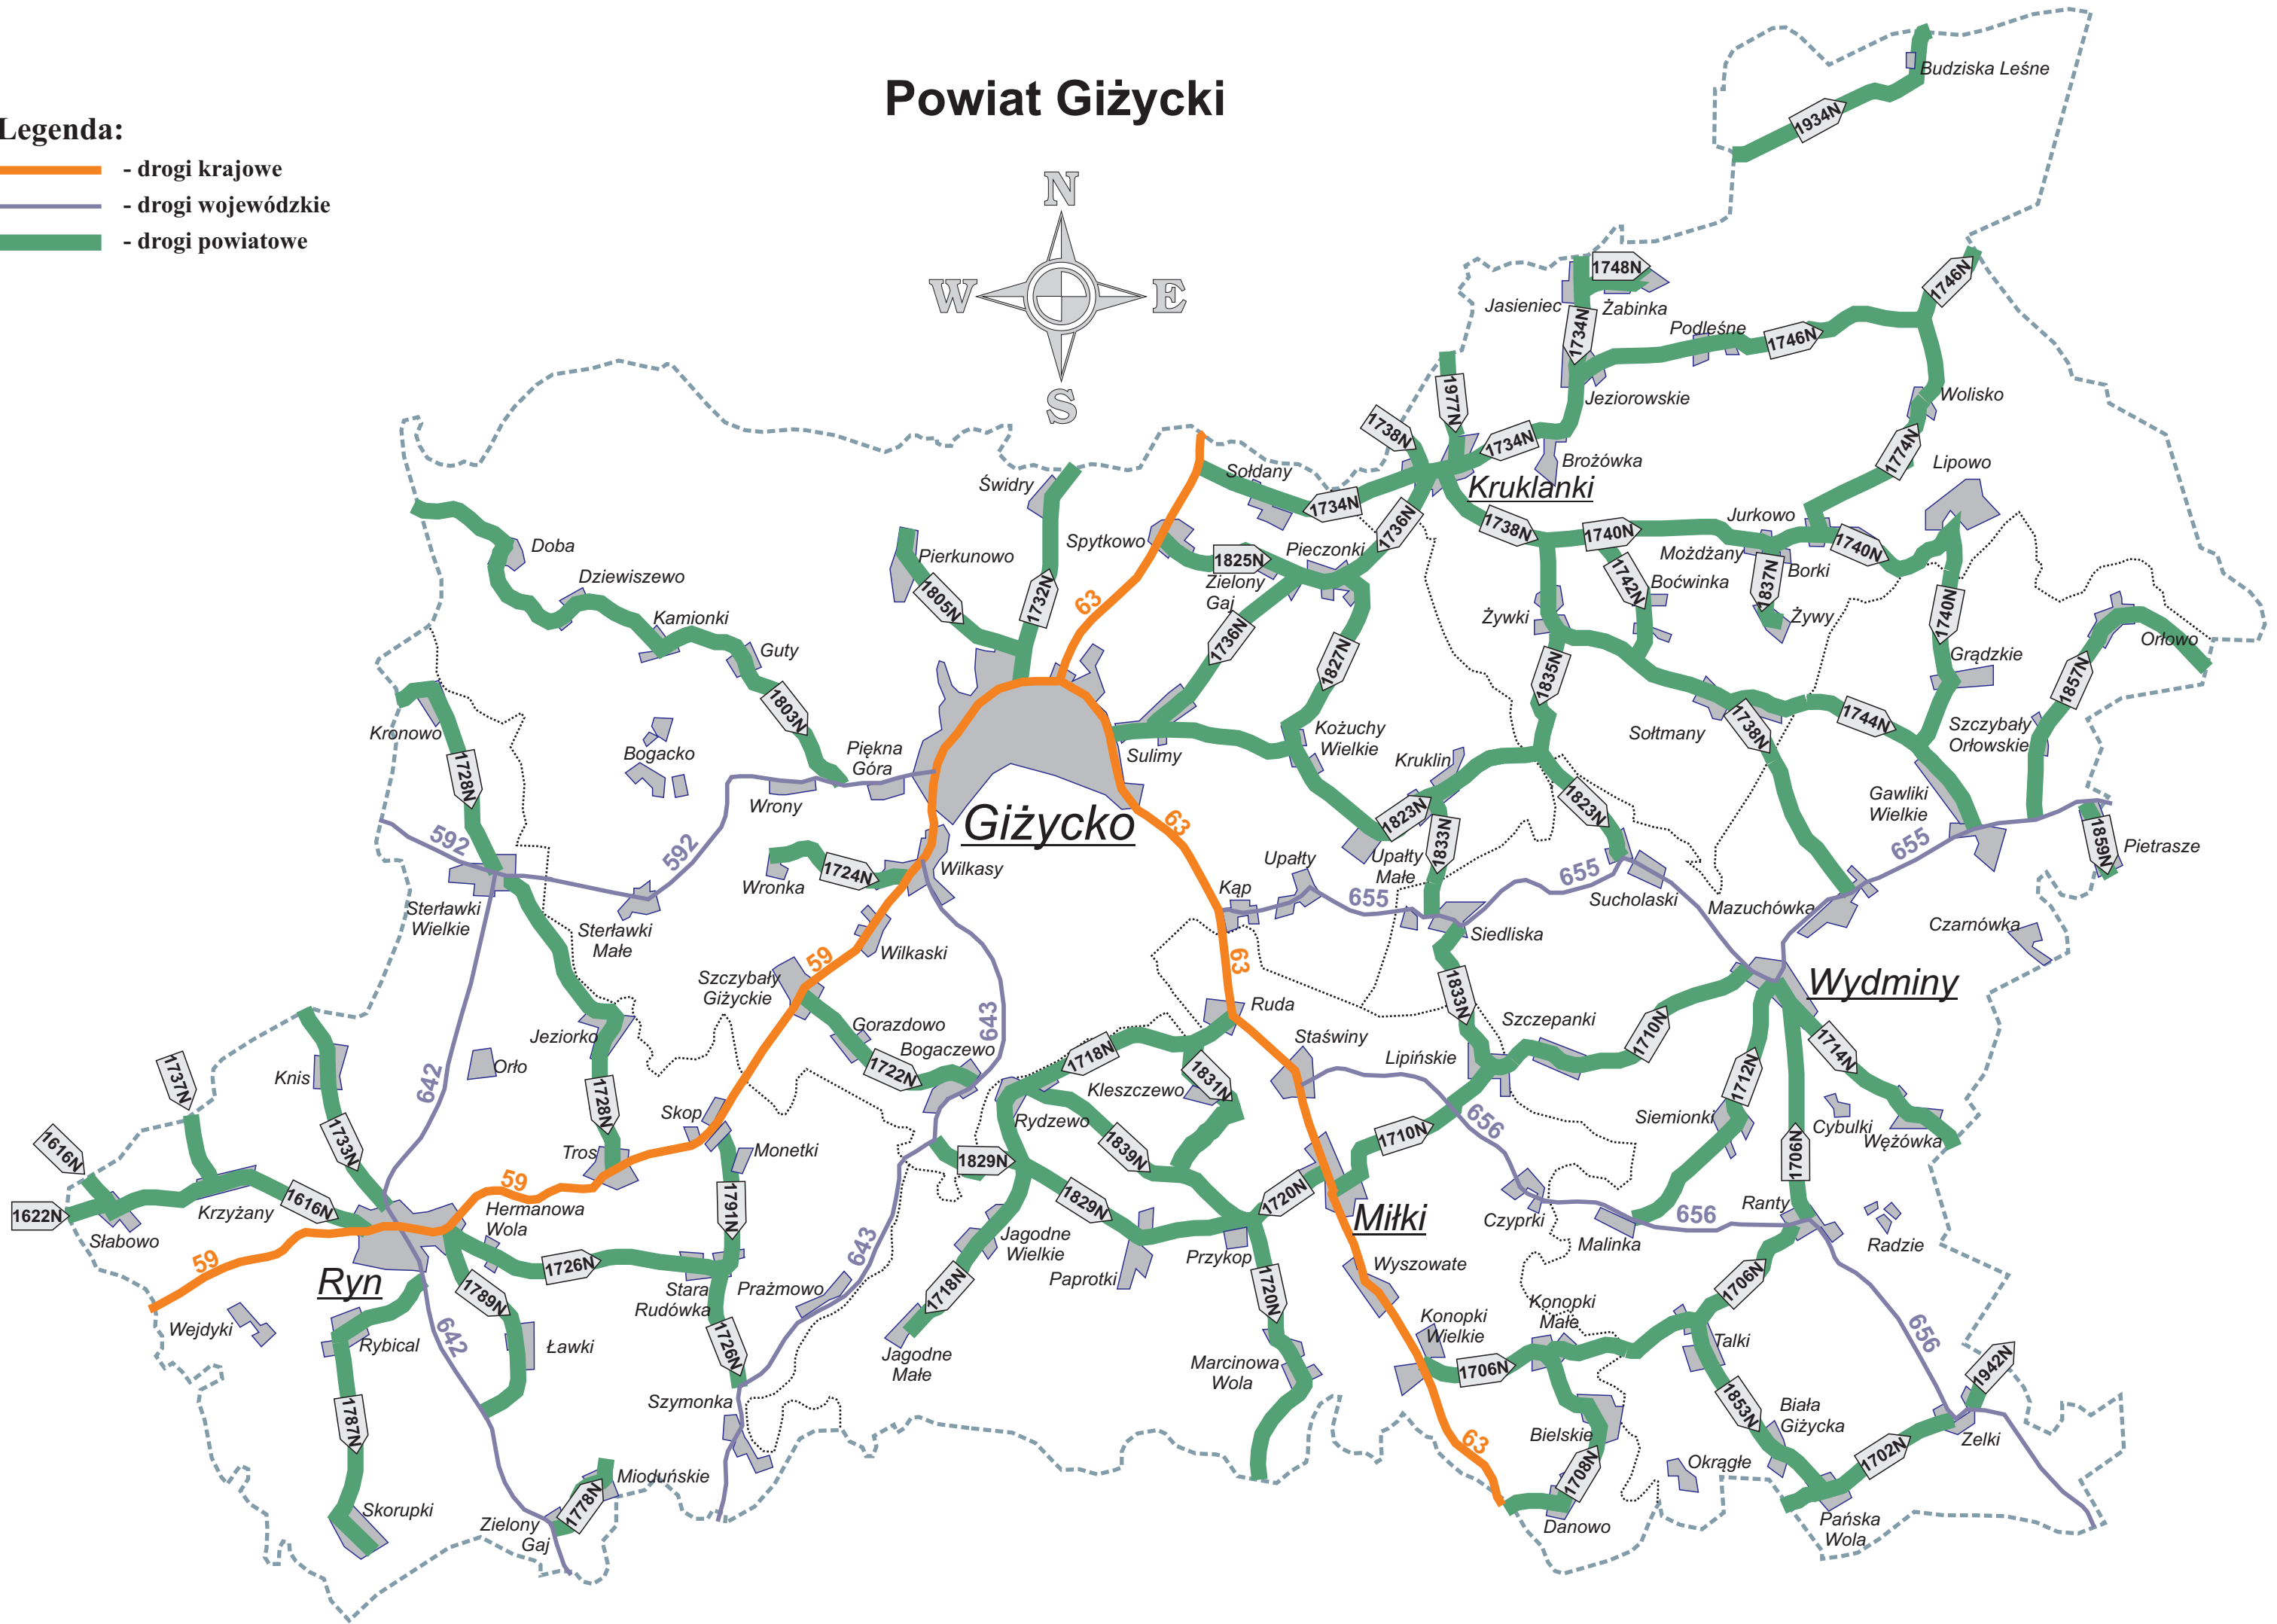 Powiat Giżycki
Legenda:
- drogi krajowe
- drogi wojewódzkie
- drogi powiatowe
N
W
E
S
Budziska Leśne
1934N
1748N
1746N
Jasieniec
Żabinka
1734N
Podleśne
1746N
1977N
Jeziorowskie
Wolisko
1738N
1734N
Brożówka
1774N
Lipowo
Sołdany
Świdry
Kruklanki
1734N
1736N
1738N
1740N
Jurkowo
Możdżany
1740N
Doba
Pierkunowo
Spytkowo
1825N
Pieczonki
Zielony
Gaj
1742N
Boćwinka
1837N
Borki
Dziewiszewo
1805N
1732N
63
Kamionki
Żywki
Żywy
1740N
Orłowo
Guty
1736N
1827N
1835N
Grądzkie
1857N
1803N
Kronowo
Bogacko
Piękna
Góra
Sulimy
Kożuchy
Wielkie
Kruklin
Sołtmany
1738N
1744N
Szczybały
Orłowskie
1728N
Wrony
Giżycko
63
1823N
1823N
Gawliki
Wielkie
592
592
1833N
655
1859N
Pietrasze
Wronka
1724N
Wilkasy
Upałty
Upałty
Małe
Kąp
655
655
Sucholaski
Mazuchówka
Sterławki
Wielkie
Sterławki
Małe
Siedliska
Czarnówka
Wilkaski
59
63
Szczybały
Giżyckie
Wydminy
1833N
Ruda
643
Gorazdowo
Bogaczewo
1722N
Staświny
Szczepanki
1710N
Lipińskie
1714N
Jeziorko
Orło
Knis
642
1718N
Kleszczewo
1831N
1712N
1737N
1728N
Skop
Rydzewo
656
Siemionki
Cybulki
Wężówka
1616N
1733N
Tros
Monetki
1839N
1710N
1706N
1829N
59
1622N
Krzyżany
1616N
Hermanowa
Wola
1791N
1829N
1720N
Miłki
Czyprki
656
Ranty
Malinka
Radzie
Słabowo
59
Ryn
1726N
643
Jagodne
Wielkie
Przykop
Paprotki
Wyszowate
Stara
Rudówka
Prażmowo
1789N
1718N
1720N
1706N
Wejdyki
Rybical
642
Ławki
1726N
Jagodne
Małe
Konopki
Wielkie
Konopki
Małe
Talki
656
1942N
Marcinowa
Wola
1706N
Szymonka
1787N
1853N
Biała
Giżycka
Bielskie
63
1702N
Zelki
Mioduńskie
Okrągłe
1708N
Skorupki
1778N
Zielony
Gaj
Danowo
Pańska
Wola